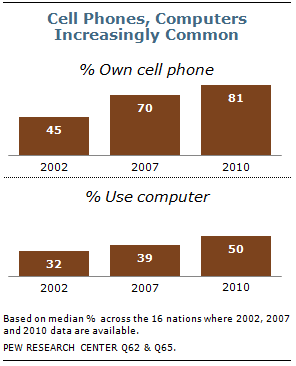 Cell Phones, Computers
Increasingly Common
% Own cell phone
45 70 81
2002 2007 2010
% Use computer
32 39 50
2002 2007 2010
Based on median % across the 16 nations where 2002, 2007
and 2010 data are available.
PEW RESEARCH CENTER Q62 & Q65.